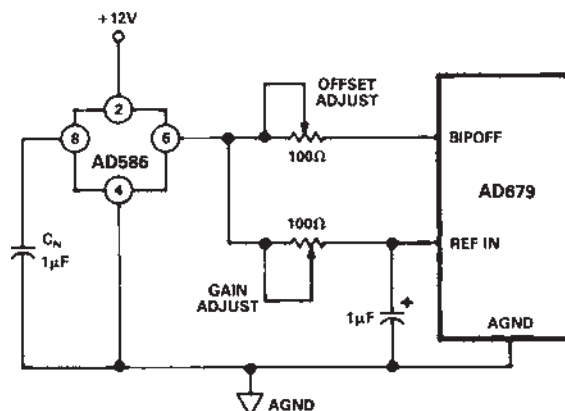 +12V
OFFSET
ADJUST
2
8
6
AD586
4
100Ω
BIPOFF
AD679
CN
1µF
100Ω
REF IN
GAIN
ADJUST
1µF
+
AGND
AGND